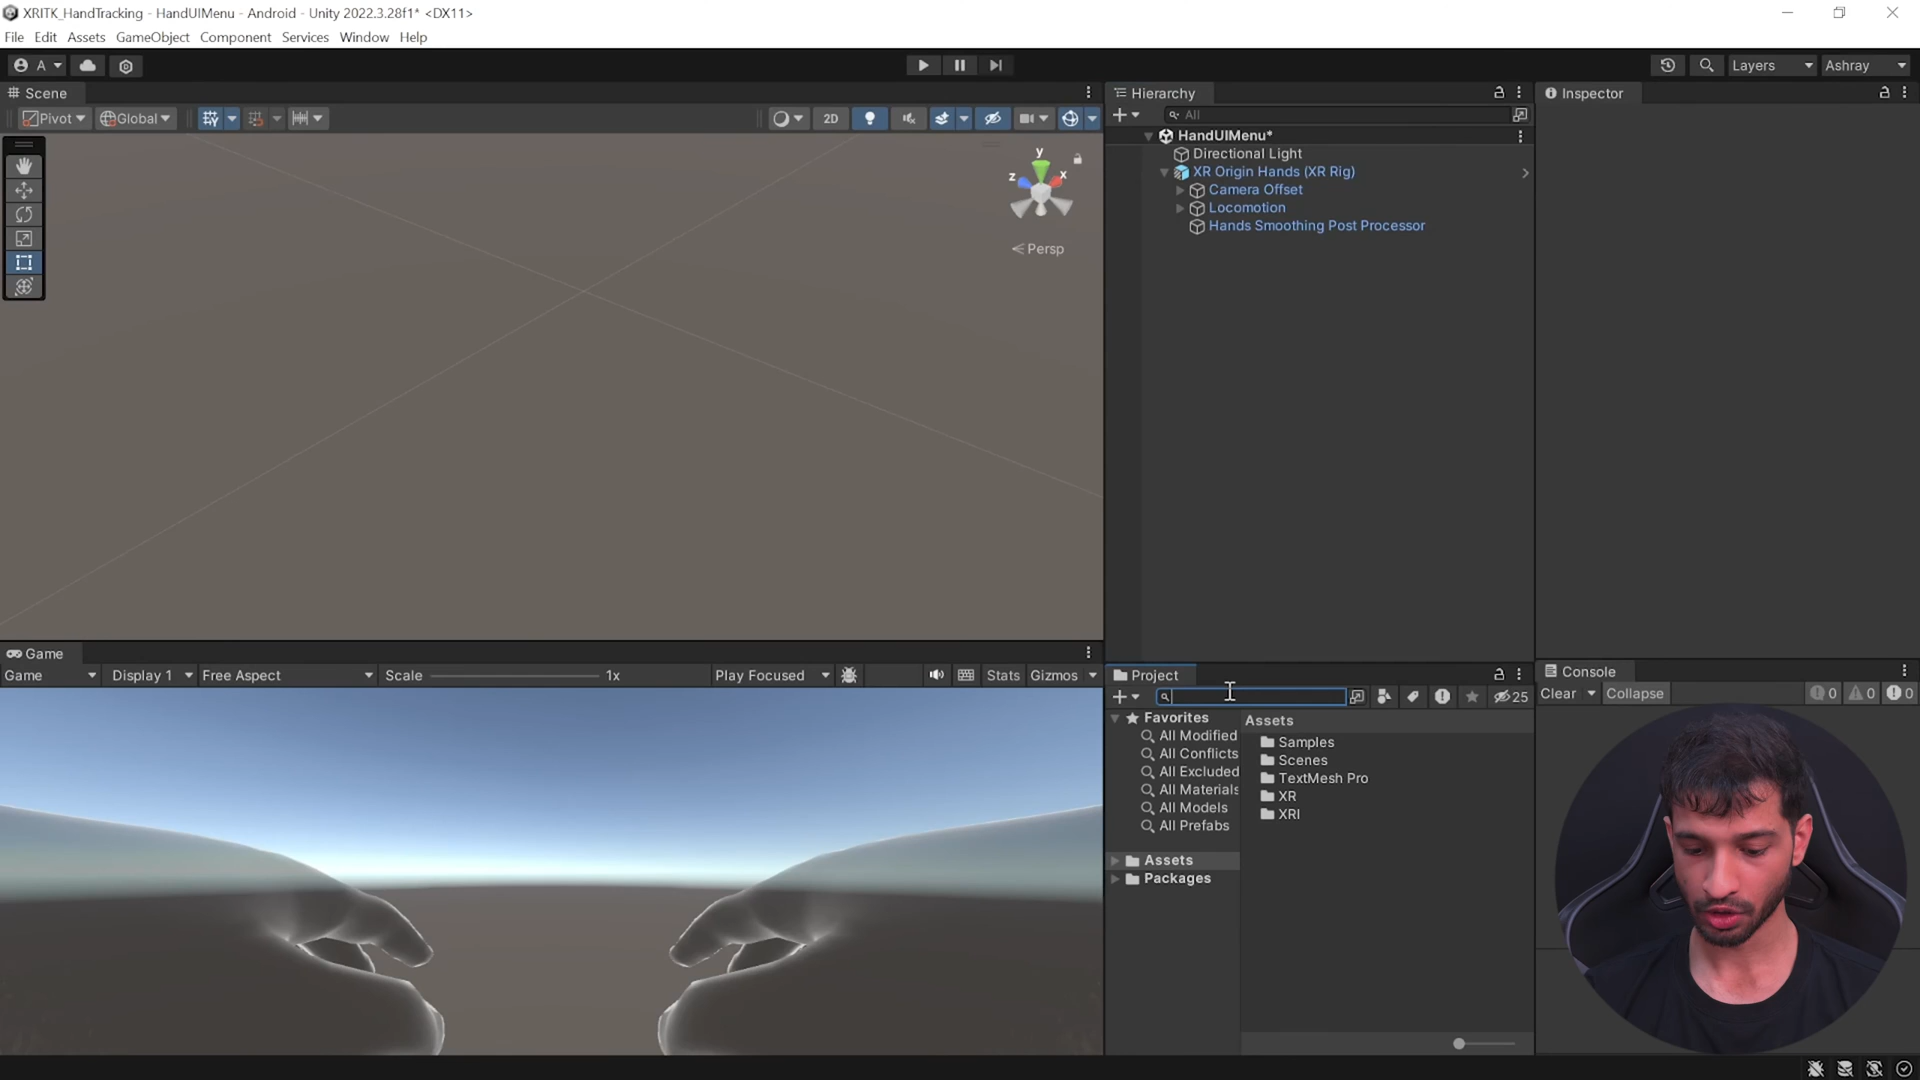 XRITK_HandTracking - HandUIMenu - Android - Unity 2022.3.28f1* <DX11>
File Edit Assets GameObject Component Services Window Help
A
Layers
Ashray
Scene
Pivot
Global
2D
y
z
x
Persp
Hierarchy
All
HandUIMenu*
Directional Light
XR Origin Hands (XR Rig)
Camera Offset
Locomotion
Hands Smoothing Post Processor
Inspector
Game
Game Display 1 Free Aspect Scale 1x Play Focused Stats Gizmos
Project
25
Favorites
All Modified
All Conflicts
All Excluded
All Materials
All Models
All Prefabs
Assets
Packages
Assets
Samples
Scenes
TextMesh Pro
XR
XRI
Console
Clear Collapse 0 0 0